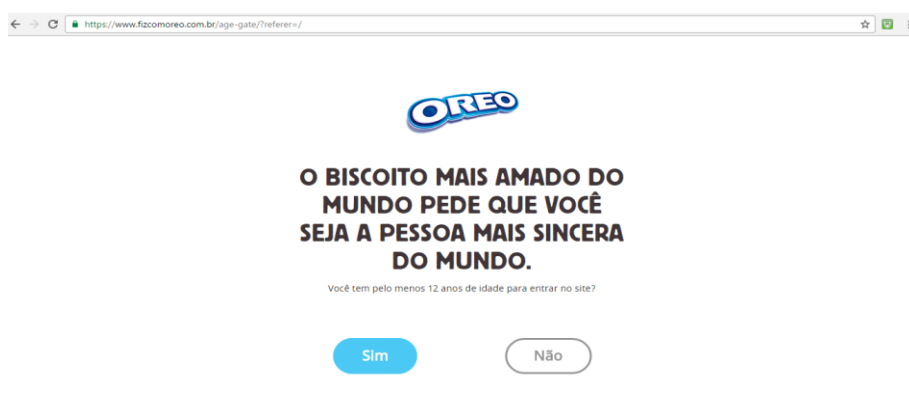 https://www.fizcomoreo.com.br/age-gate/?referer=/
OREO
O BISCOITO MAIS AMADO DO
MUNDO PEDE QUE VOCÊ
SEJA A PESSOA MAIS SINCERA
DO MUNDO.
Você tem pelo menos 12 anos de idade para entrar no site?
Sim
Não